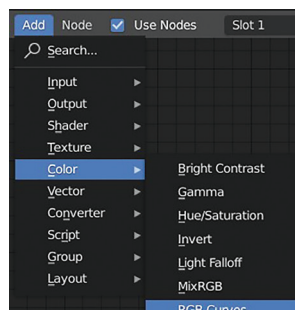 Add Node Use Nodes Slot 1
Search...
Input
Output
Shader
Texture
Color
Vector
Converter
Script
Group
Layout
Bright Contrast
Gamma
Hue/Saturation
Invert
Light Falloff
MixRGB
RGB Curves